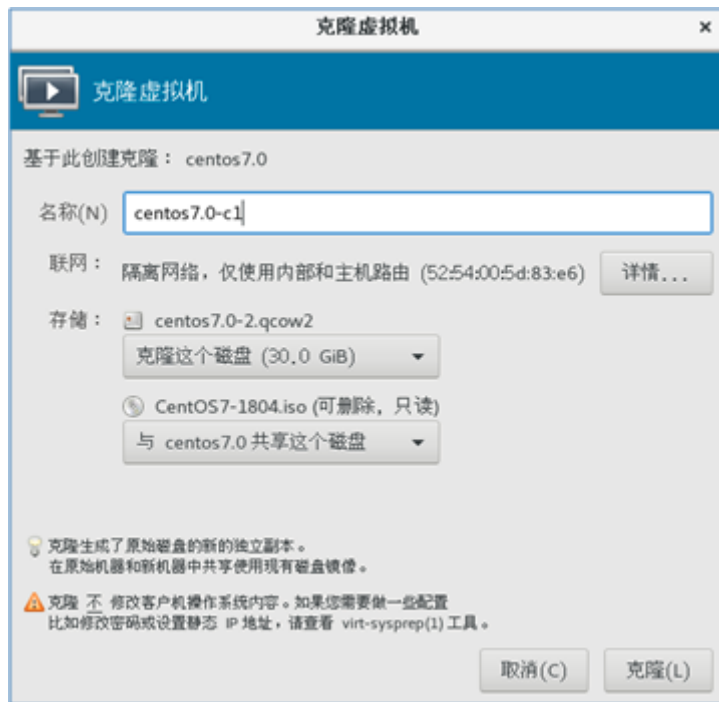 克隆虚拟机
×
克隆虚拟机
基于此创建克隆： centos7.0
名称(N) centos7.0-c1
联网： 隔离网络，仅使用内部和主机路由 (52:54:00:5d:83:e6) 详情...
存储： centos7.0-2.qcow2
克隆这个磁盘 (30.0 GiB)
CentOS7-1804.iso (可删除，只读)
与 centos7.0 共享这个磁盘
克隆生成了原始磁盘的新的独立副本。
在原始机器和新机器中共享使用现有磁盘镜像。
克隆 不 修改客户机操作系统内容。如果您需要做一些配置
比如修改密码或设置静态 IP 地址，请查看 virt-sysprep(1) 工具。
取消(C) 克隆(L)